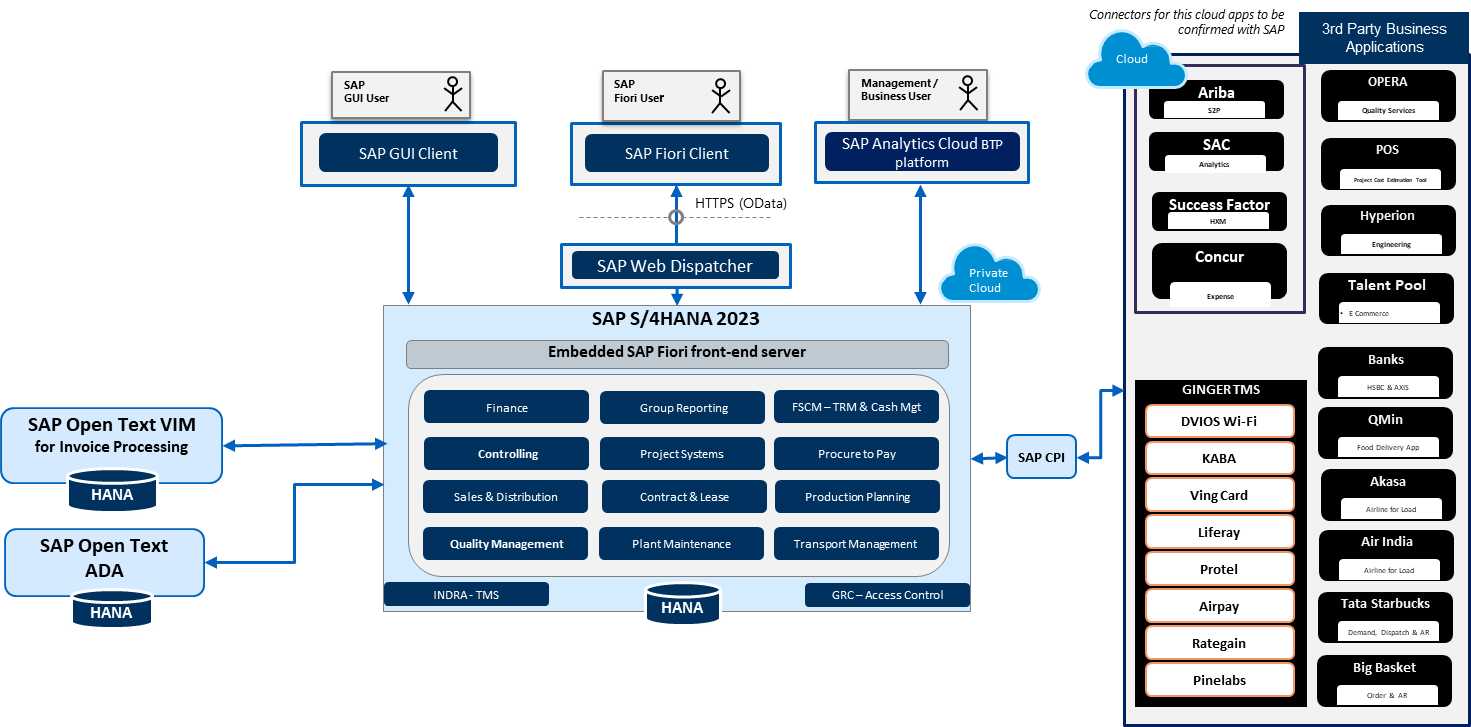 Connectors for this cloud apps to be
confirmed with SAP
3rd Party Business
Applications
Cloud
SAP
GUI User
SAP
Fiori User
Management /
Business User
SAP GUI Client
SAP Fiori Client
SAP Analytics Cloud BTP
platform
HTTPS (OData)
SAP Web Dispatcher
Private
Cloud
SAP S/4HANA 2023
Embedded SAP Fiori front-end server
Finance
Group Reporting
FSCM – TRM & Cash Mgt
Controlling
Project Systems
Procure to Pay
Sales & Distribution
Contract & Lease
Production Planning
Quality Management
Plant Maintenance
Transport Management
INDRA - TMS
HANA
GRC – Access Control
SAP Open Text VIM
for Invoice Processing
HANA
SAP Open Text
ADA
HANA
SAP CPI
Ariba
S2P
SAC
Analytics
Success Factor
HXM
Concur
Expense
GINGER TMS
DVIOS Wi-Fi
KABA
Ving Card
Liferay
Protel
Airpay
Rategain
Pinelabs
OPERA
Quality Services
POS
Project Cost Estimation Tool
Hyperion
Engineering
Talent Pool
• E Commerce
Banks
HSBC & AXIS
QMin
Food Delivery App
Akasa
Airline for Load
Air India
Airline for Load
Tata Starbucks
Demand, Dispatch & AR
Big Basket
Order & AR